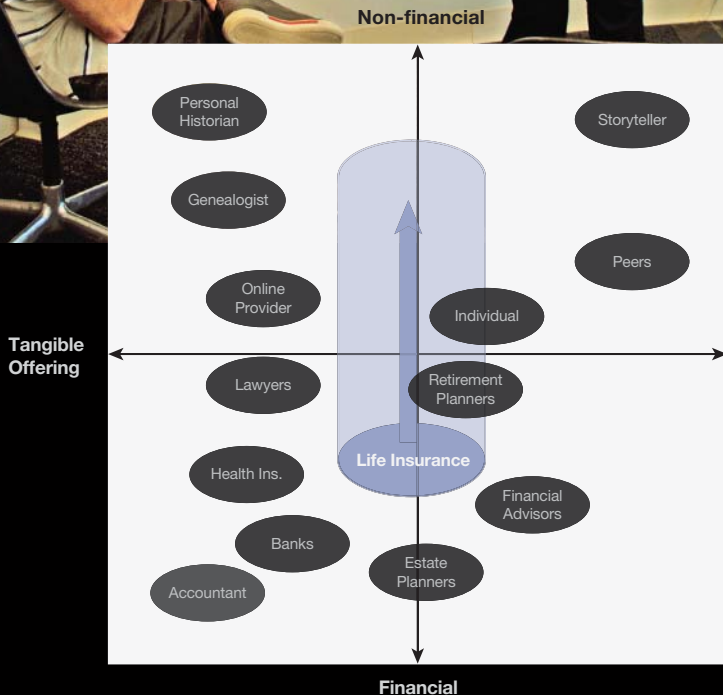 Non-financial
Personal
Historian
Storyteller
Genealogist
Peers
Online
Provider
Individual
Tangible
Offering
Lawyers
Retirement
Planners
Life Insurance
Health Ins.
Financial
Advisors
Banks
Estate
Planners
Accountant
Financial